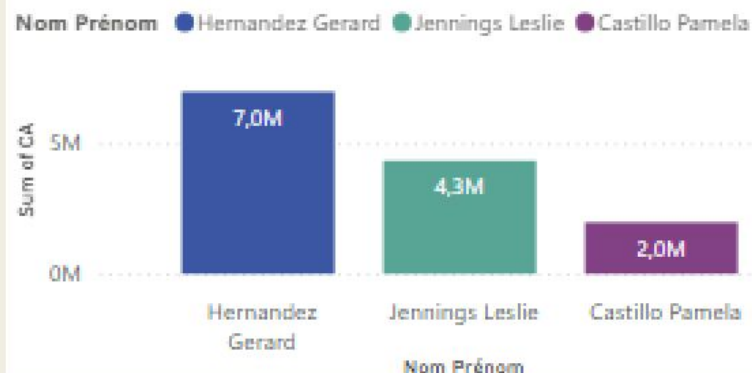 Nom Prénom Hernandez Gerard Jennings Leslie Castillo Pamela
7,0M
Sum of CA
5M
4,3M
2,0M
0M
Hernandez Gerard
Jennings Leslie
Castillo Pamela
Nom Prénom